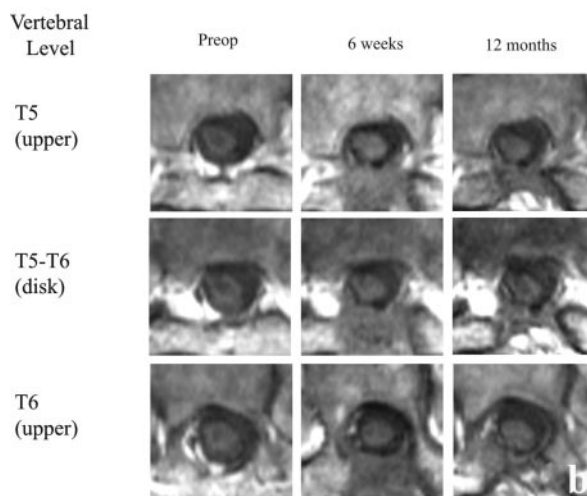 Vertebral
Level
Preop
6 weeks
12 months
T5
(upper)
T5-T6
(disk)
T6
(upper)
b